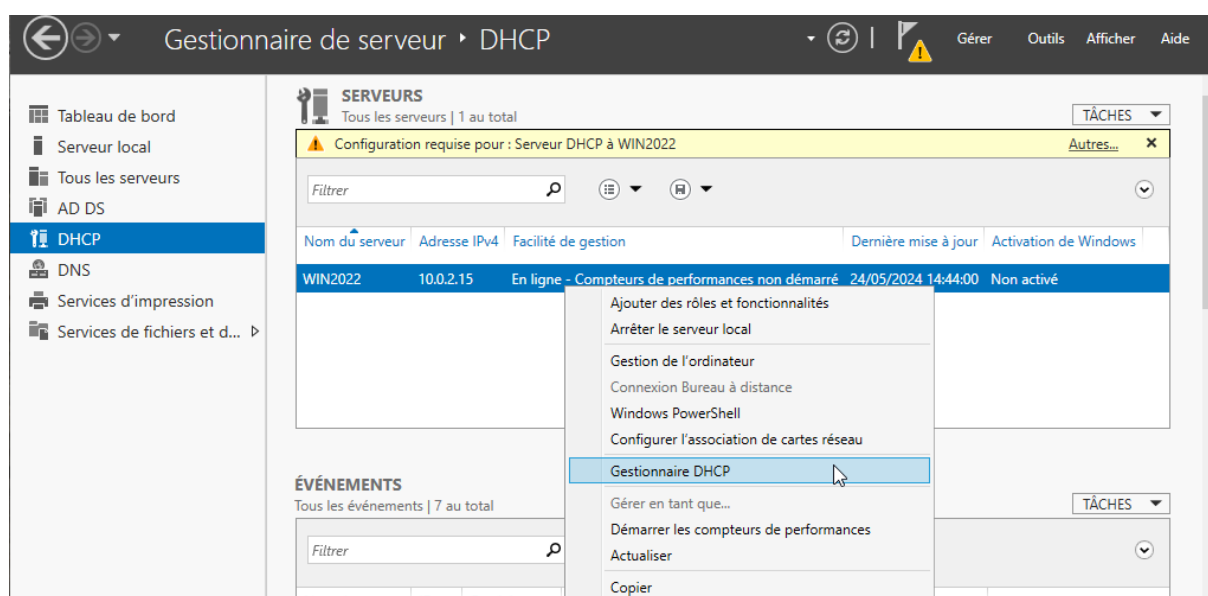 Gestionnaire de serveur ‣ DHCP
Gérer Outils Afficher Aide
Tableau de bord
Serveur local
Tous les serveurs
AD DS
DHCP
DNS
Services d'impression
Services de fichiers et d...
SERVEURS
Tous les serveurs | 1 au total
TÂCHES
Configuration requise pour : Serveur DHCP à WIN2022 Autres...
Filtrer
Nom du serveur Adresse IPv4 Facilité de gestion Dernière mise à jour Activation de Windows
WIN2022 10.0.2.15 En ligne - Compteurs de performances non démarré 24/05/2024 14:44:00 Non activé
Ajouter des rôles et fonctionnalités
Arrêter le serveur local
Gestion de l'ordinateur
Connexion Bureau à distance
Windows PowerShell
Configurer l'association de cartes réseau
Gestionnaire DHCP
Gérer en tant que...
Démarrer les compteurs de performances
Actualiser
Copier
ÉVÉNEMENTS
Tous les événements | 7 au total
TÂCHES
Filtrer